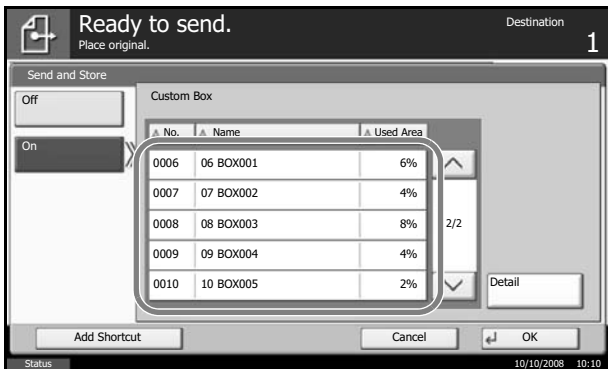 Ready to send.
Destination
Place original.
1
Send and Store
Off
On
Custom Box
No. Name Used Area
0006 06 BOX001 6%
0007 07 BOX002 4%
0008 08 BOX003 8%
2/2
0009 09 BOX004 4%
0010 10 BOX005 2%
Detail
Add Shortcut
Cancel
OK
Status
10/10/2008 10:10